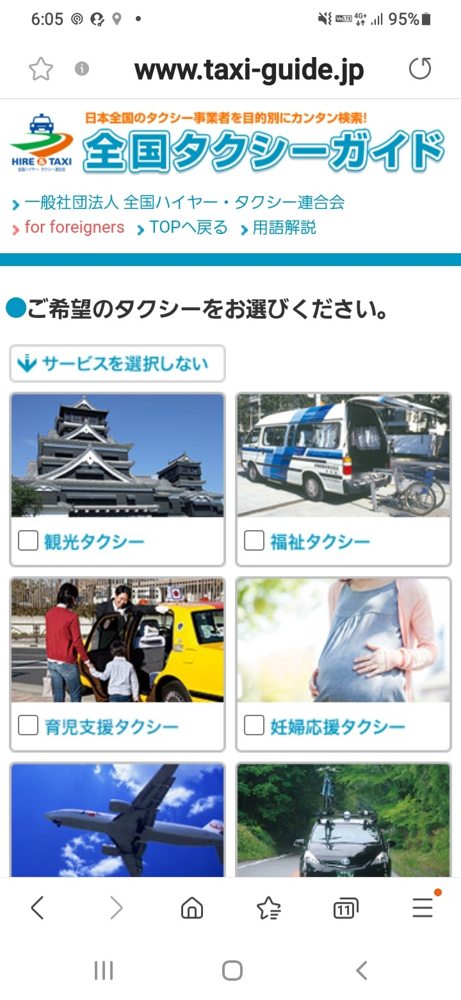 6:05
VoLTE 4G+ 95%
www.taxi-guide.jp
日本全国のタクシー事業者を目的別にカンタン検索!
全国タクシーガイド
HIRE & TAXI
全国ハイヤー・タクシー連合会
一般社団法人 全国ハイヤー・タクシー連合会
for foreigners TOPへ戻る 用語解説
ご希望のタクシーをお選びください。
サービスを選択しない
観光タクシー 福祉タクシー
育児支援タクシー 妊婦応援タクシー
11